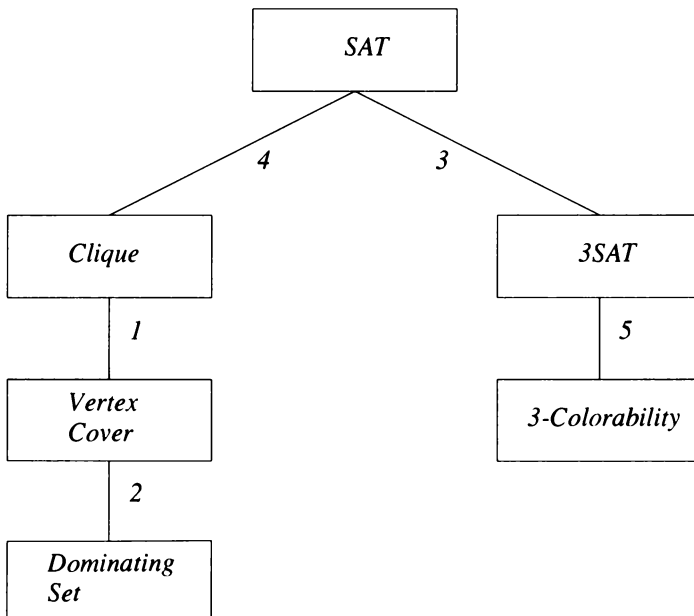 SAT
4
3
Clique
3SAT
1
5
Vertex
Cover
3-Colorability
2
Dominating
Set